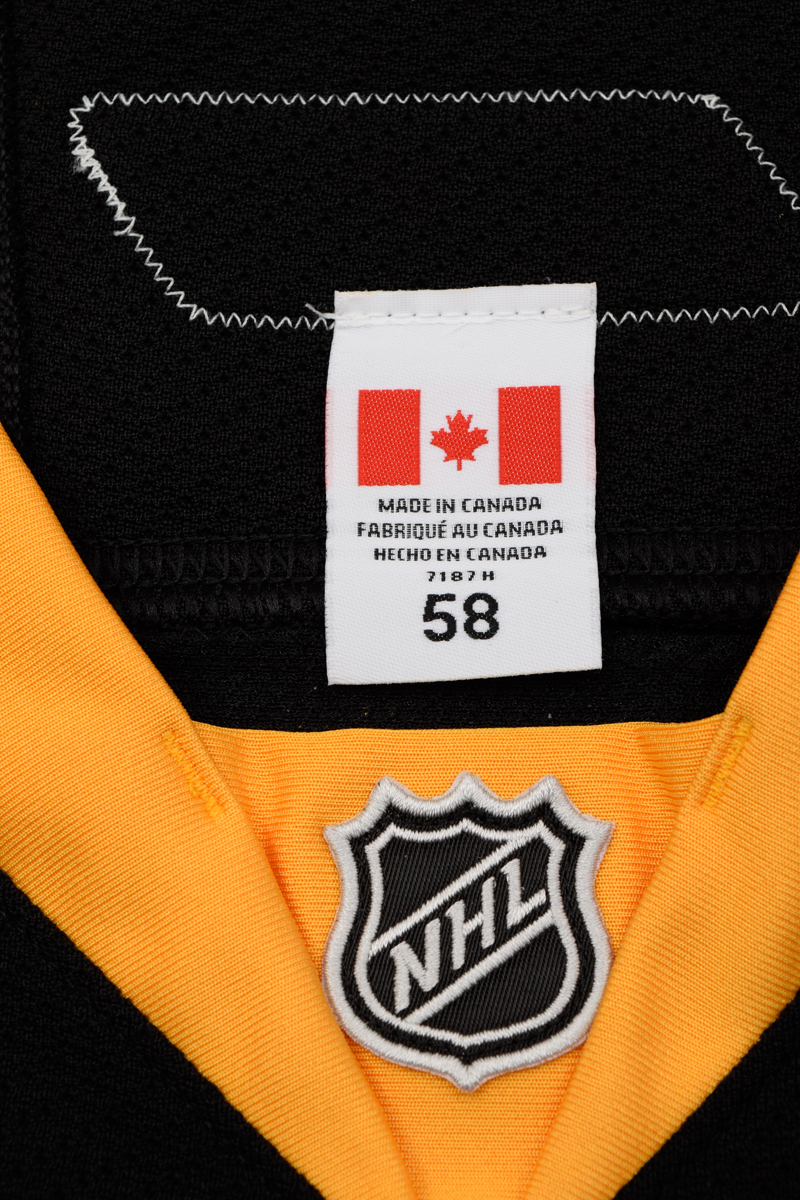 MADE IN CANADA
FABRIQUÉ AU CANADA
HECHO EN CANADA
7187 H
58
NHL